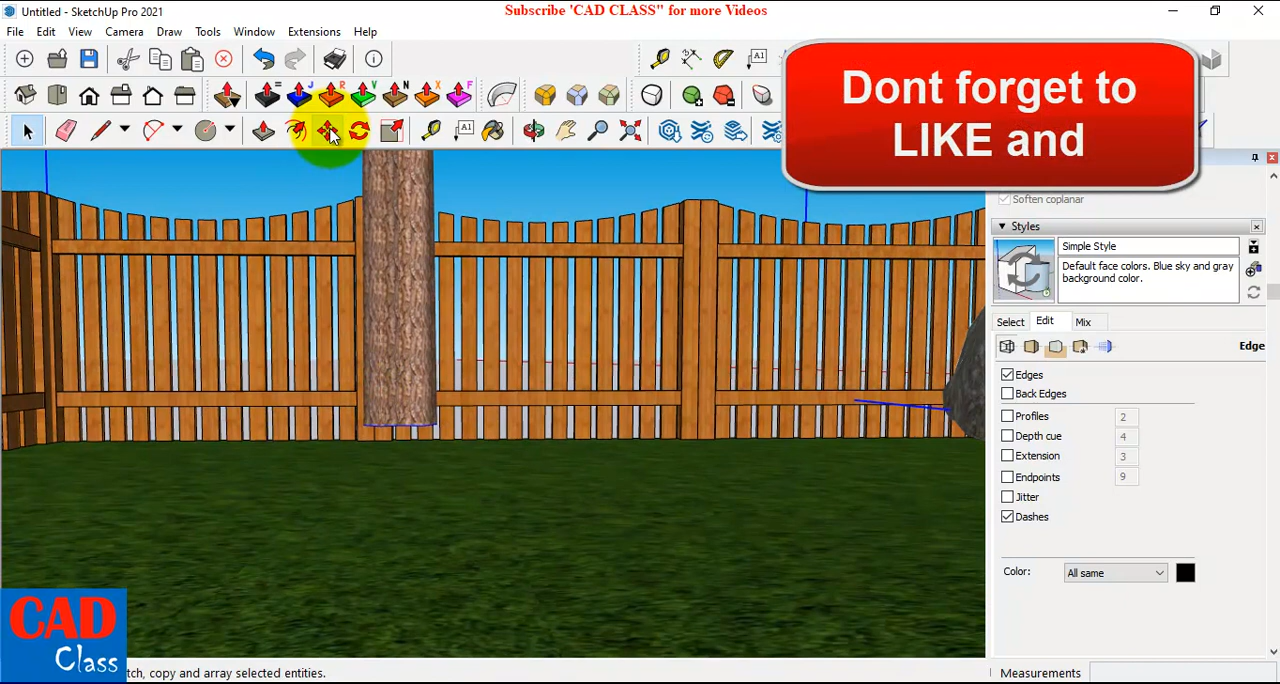 Untitled - SketchUp Pro 2021
Subscribe 'CAD CLASS" for more Videos
File Edit View Camera Draw Tools Window Extensions Help
Dont forget to
LIKE and
Soften coplanar
Styles
Simple Style
Default face colors. Blue sky and gray
background color.
Select Edit Mix
Edge
Edges
Back Edges
Profiles 2
Depth cue 4
Extension 3
Endpoints 9
Jitter
Dashes
Color: All same
CAD
Class
tch, copy and array selected entities.
Measurements